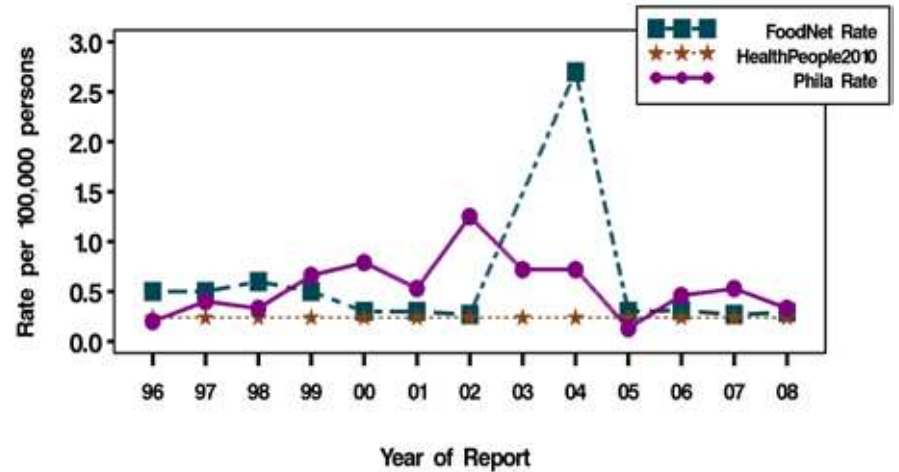 FoodNet Rate
HealthPeople2010
Phila Rate
Rate per 100,000 persons
3.0
2.5
2.0
1.5
1.0
0.5
0.0
96 97 98 99 00 01 02 03 04 05 06 07 08
Year of Report